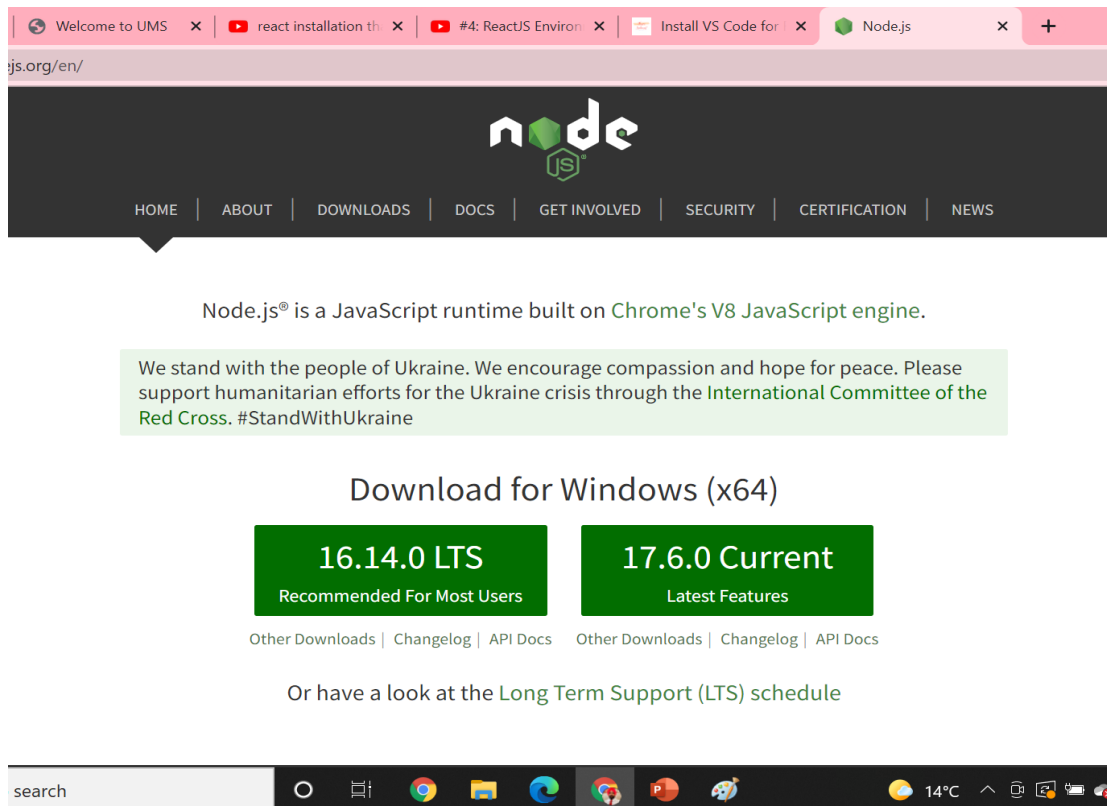 Welcome to UMS
react installation th
#4: ReactJS Environ
Install VS Code for
Node.js
ejs.org/en/
node
JS®
HOME | ABOUT | DOWNLOADS | DOCS | GET INVOLVED | SECURITY | CERTIFICATION | NEWS
Node.js® is a JavaScript runtime built on Chrome's V8 JavaScript engine.
We stand with the people of Ukraine. We encourage compassion and hope for peace. Please
support humanitarian efforts for the Ukraine crisis through the International Committee of the
Red Cross. #StandWithUkraine
Download for Windows (x64)
16.14.0 LTS
Recommended For Most Users
17.6.0 Current
Latest Features
Other Downloads | Changelog | API Docs
Other Downloads | Changelog | API Docs
Or have a look at the Long Term Support (LTS) schedule
search
14°C